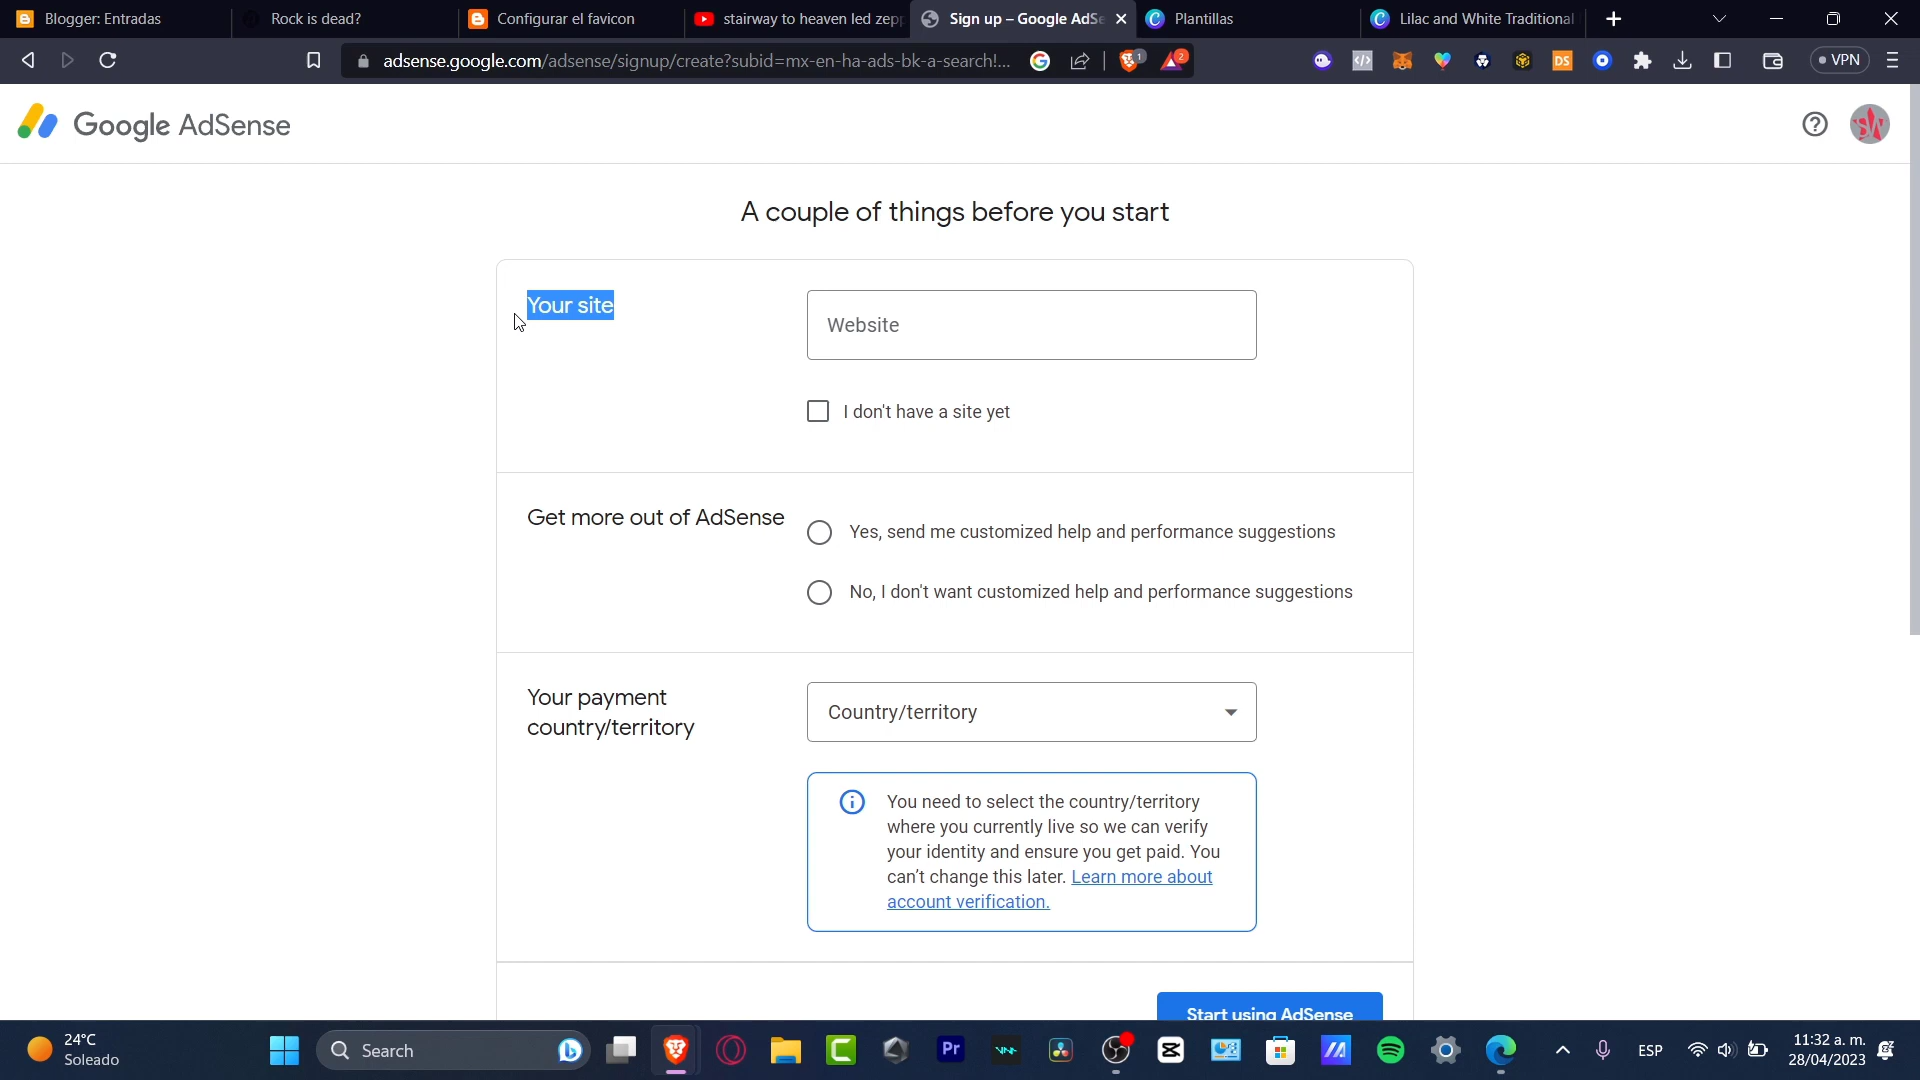 Blogger: Entradas
Rock is dead?
Configurar el favicon
stairway to heaven led zepp
Sign up – Google AdSe
Plantillas
Lilac and White Traditional
adsense.google.com/adsense/signup/create?subid=mx-en-ha-ads-bk-a-search!...
1
2
DS
VPN
Google AdSense
A couple of things before you start
Your site
Website
I don't have a site yet
Get more out of AdSense
Yes, send me customized help and performance suggestions
No, I don't want customized help and performance suggestions
Your payment
country/territory
Country/territory
You need to select the country/territory
where you currently live so we can verify
your identity and ensure you get paid. You
can't change this later. Learn more about
account verification.
Start using AdSense
24°C
Soleado
Search
Pr
ESP
11:32 a. m.
28/04/2023